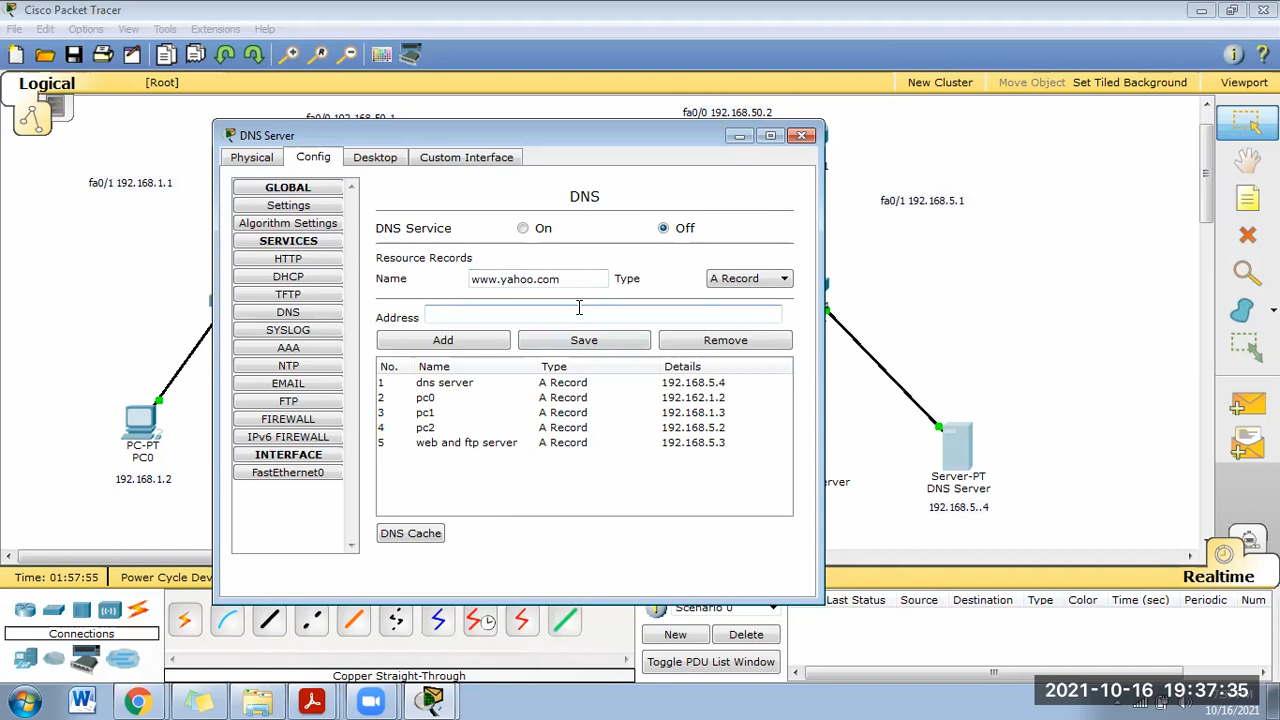 Cisco Packet Tracer
File Edit Options View Tools Extensions Help
Logical [Root] New Cluster Move Object Set Tiled Background Viewport
fa0/0 192.168.50.2
fa0/0 192.168.50.1
DNS Server
Physical Config Desktop Custom Interface
fa0/1 192.168.1.1
fa0/1 192.168.5.1
GLOBAL
Settings
Algorithm Settings
SERVICES
HTTP
DHCP
TFTP
DNS
SYSLOG
AAA
NTP
EMAIL
FTP
FIREWALL
IPv6 FIREWALL
INTERFACE
FastEthernet0
DNS
DNS Service On Off
Resource Records
Name www.yahoo.com Type A Record
Address
Add Save Remove
No. Name Type Details
1 dns server A Record 192.168.5.4
2 pc0 A Record 192.162.1.2
3 pc1 A Record 192.168.1.3
4 pc2 A Record 192.168.5.2
5 web and ftp server A Record 192.168.5.3
DNS Cache
PC-PT
PC0
192.168.1.2
erver
Server-PT
DNS Server
192.168.5..4
Time: 01:57:55 Power Cycle Dev
Realtime
Connections
Copper Straight-Through
Scenario 0
New Delete
Toggle PDU List Window
Last Status Source Destination Type Color Time (sec) Periodic Num
2021-10-16 19:37:35
10/16/2021